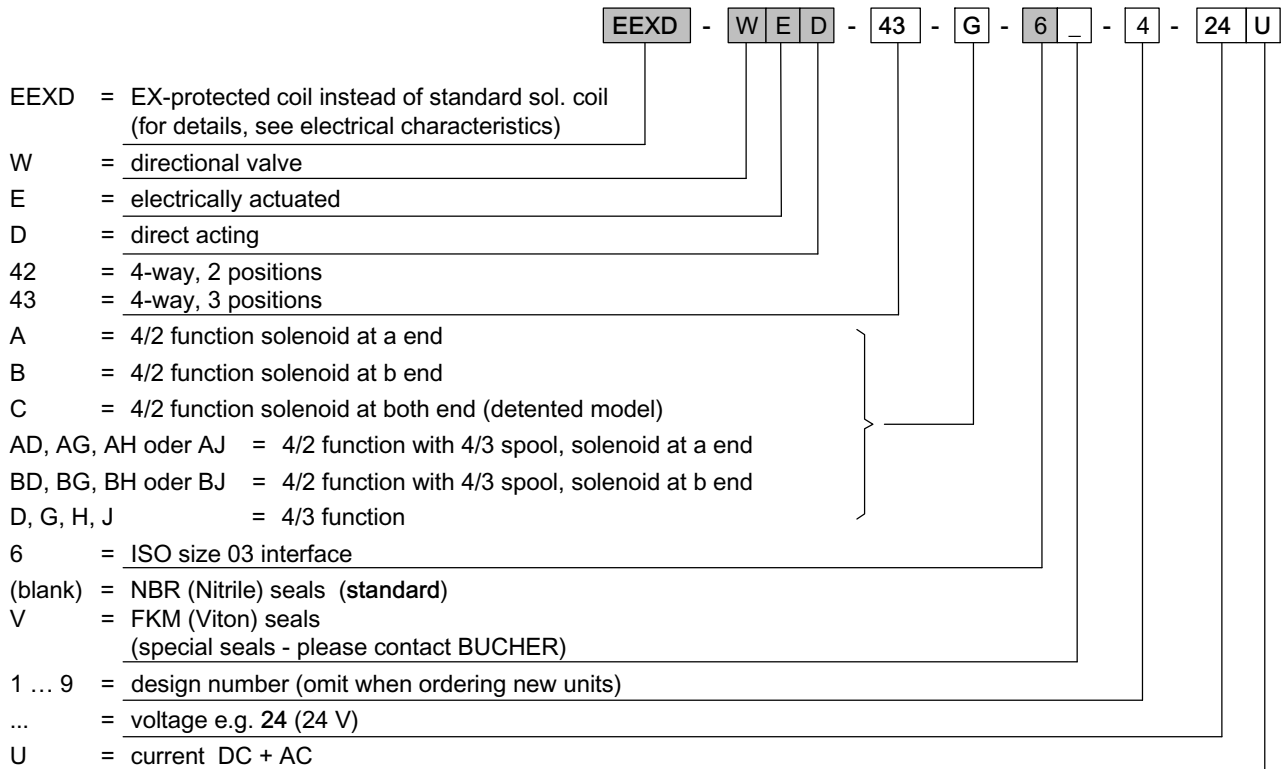 EEXD - W E D - 43 - G - 6 _ - 4 - 24 U
EEXD = EX-protected coil instead of standard sol. coil
(for details, see electrical characteristics)
W = directional valve
E = electrically actuated
D = direct acting
42 = 4-way, 2 positions
43 = 4-way, 3 positions
A = 4/2 function solenoid at a end
B = 4/2 function solenoid at b end
C = 4/2 function solenoid at both end (detented model)
AD, AG, AH oder AJ = 4/2 function with 4/3 spool, solenoid at a end
BD, BG, BH oder BJ = 4/2 function with 4/3 spool, solenoid at b end
D, G, H, J = 4/3 function
6 = ISO size 03 interface
(blank) = NBR (Nitrile) seals (standard)
V = FKM (Viton) seals
(special seals - please contact BUCHER)
1 … 9 = design number (omit when ordering new units)
... = voltage e.g. 24 (24 V)
U = current DC + AC